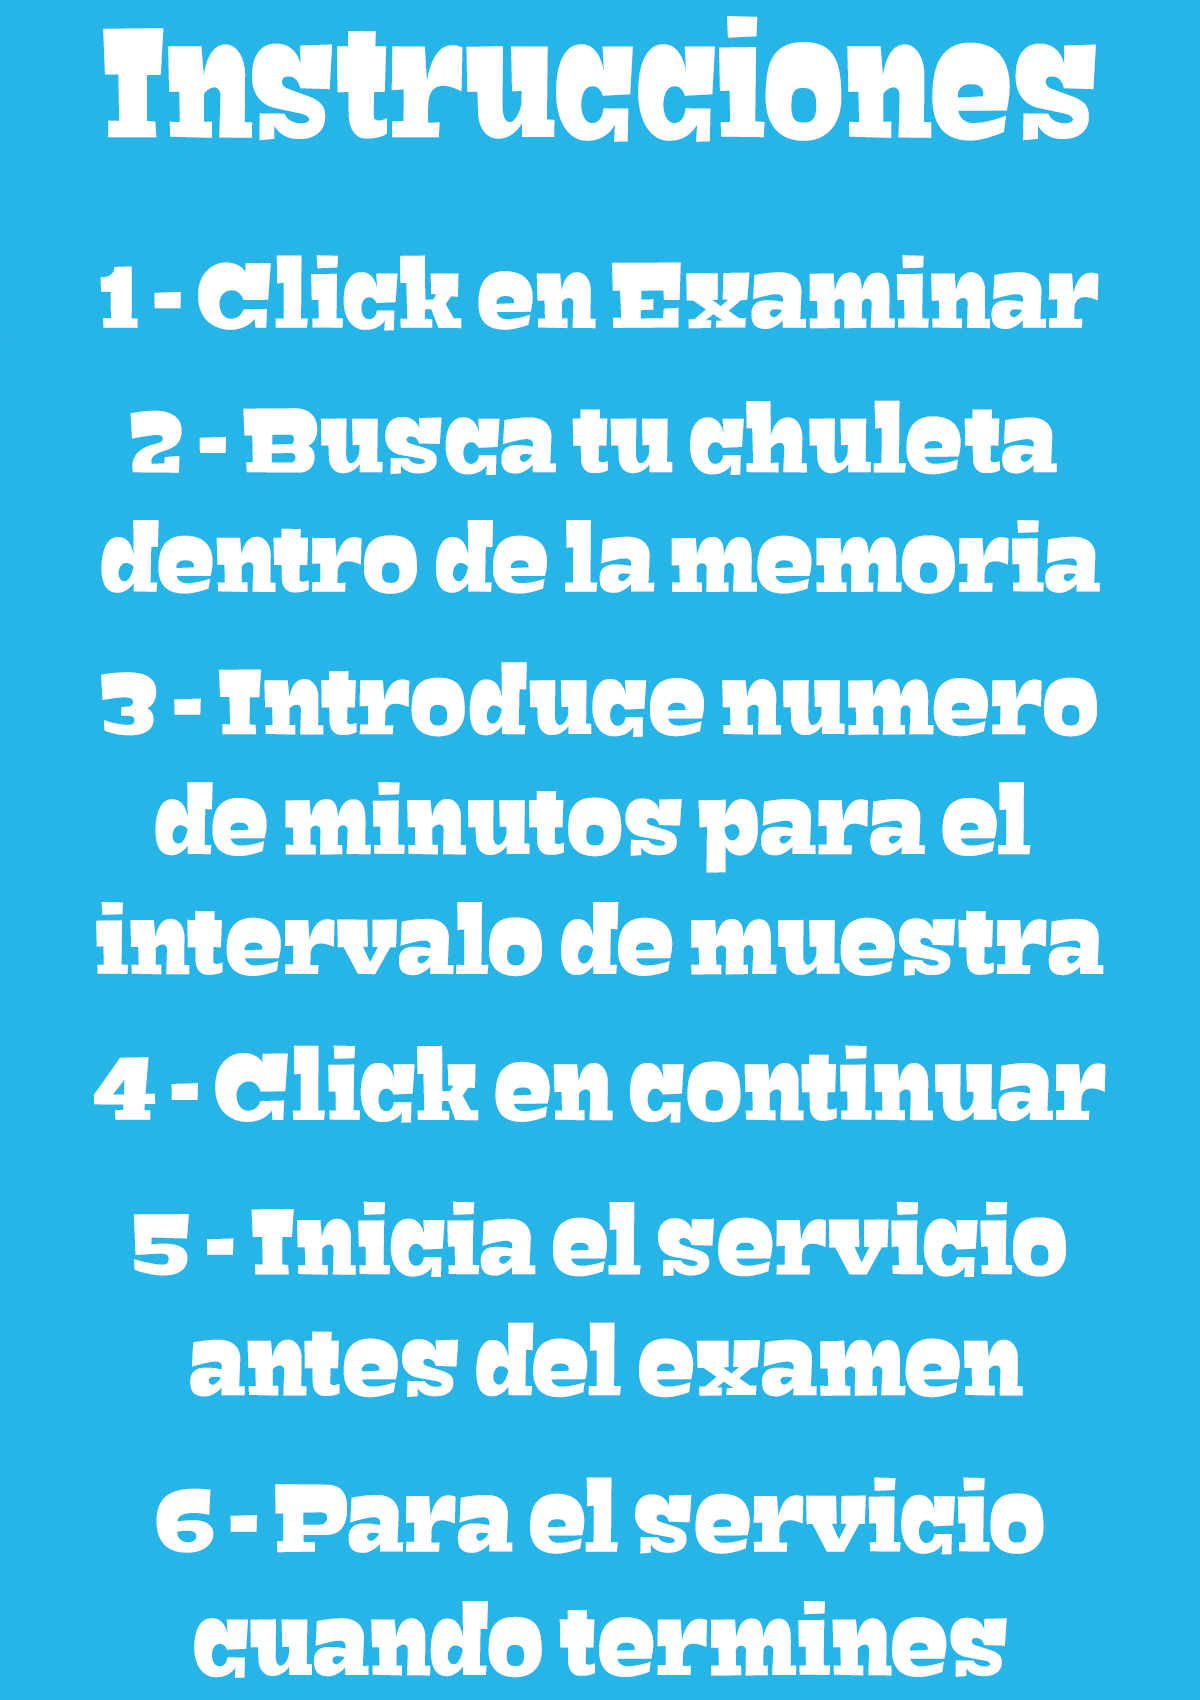 Instrucciones
1 - Click en Examinar
2 - Busca tu chuleta
dentro de la memoria
3 - Introduce numero
de minutos para el
intervalo de muestra
4 - Click en continuar
5 - Inicia el servicio
antes del examen
6 - Para el servicio
cuando termines